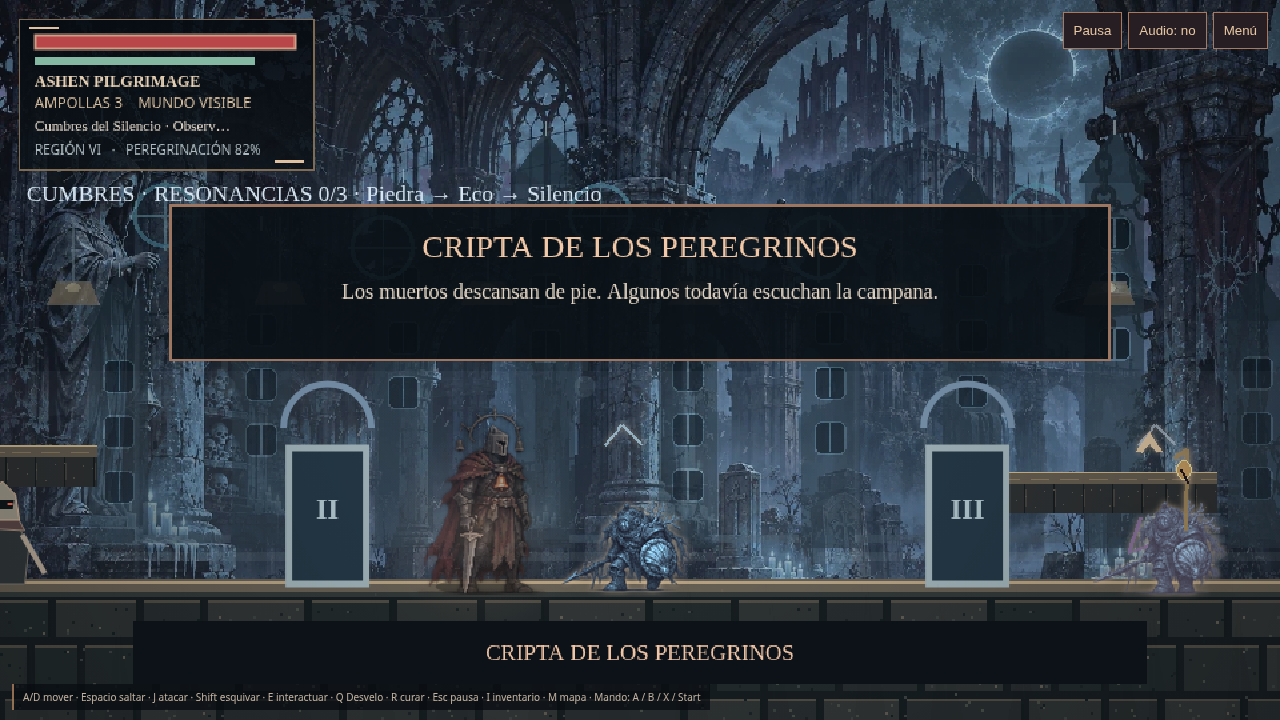 Pausa
Audio: no
Menú
ASHEN PILGRIMAGE
AMPOLLAS 3 MUNDO VISIBLE
Cumbres del Silencio · Observ…
REGIÓN VI · PEREGRINACIÓN 82%
CUMBRES · RESONANCIAS 0/3 · Piedra → Eco → Silencio
CRIPTA DE LOS PEREGRINOS
Los muertos descansan de pie. Algunos todavía escuchan la campana.
II
III
CRIPTA DE LOS PEREGRINOS
A/D mover · Espacio saltar · J atacar · Shift esquivar · E interactuar · Q Desvelo · R curar · Esc pausa · I inventario · M mapa · Mando: A / B / X / Start